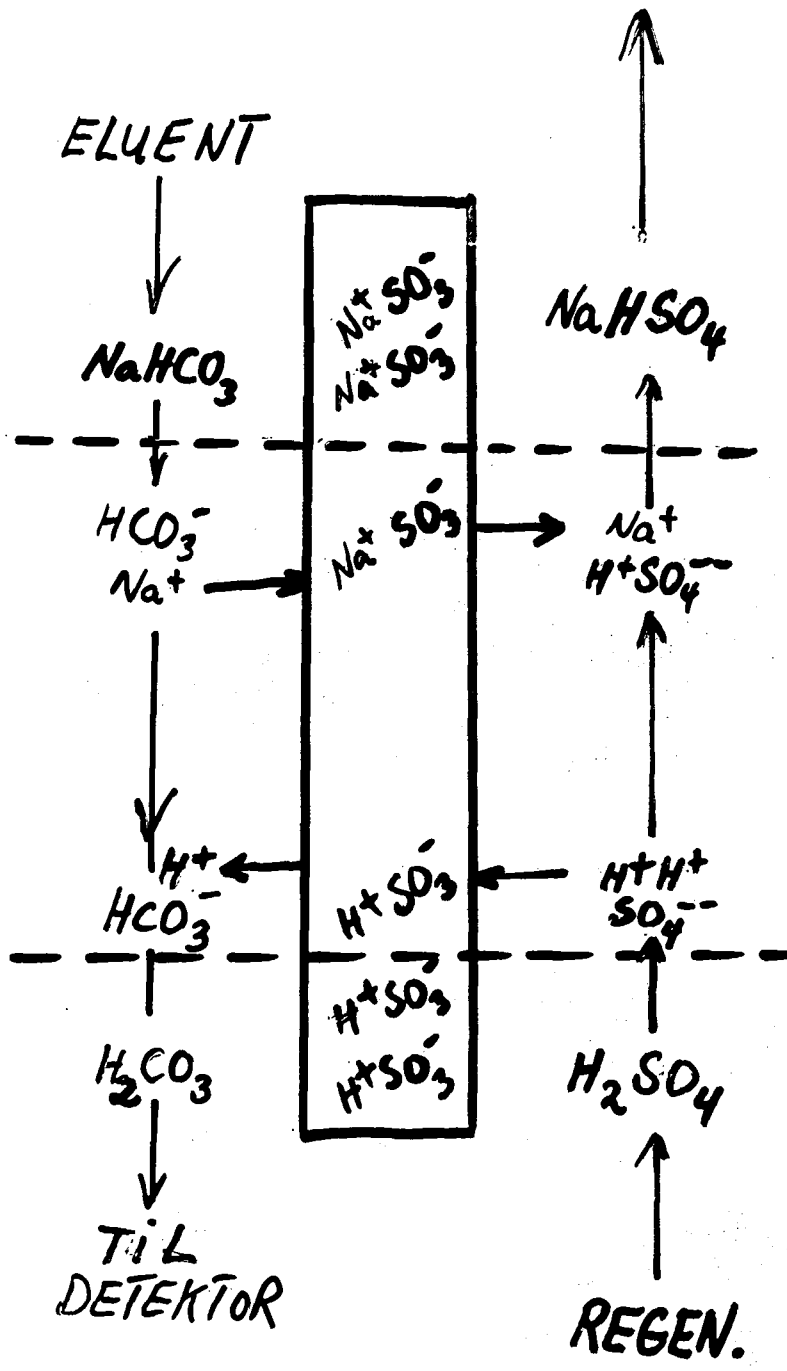 ELUENT
NaHCO₃
HCO₃⁻
Na⁺
H⁺
HCO₃⁻
H₂CO₃
TiL
DETEKTOR
Na⁺ SO₃⁻
Na⁺ SO₃⁻
Na⁺ SO₃⁻
H⁺ SO₃⁻
H⁺ SO₃⁻
H⁺ SO₃⁻
NaHSO₄
Na⁺
H⁺SO₄⁻⁻
H⁺H⁺
SO₄⁻⁻
H₂SO₄
REGEN.